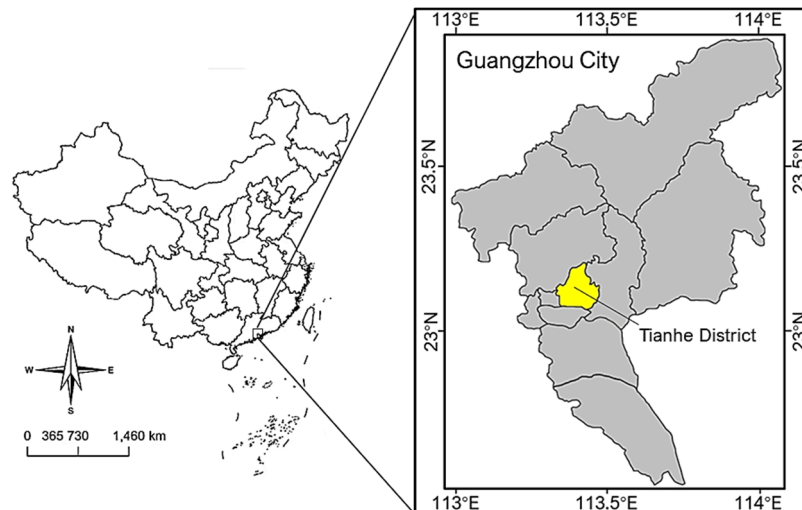 113°E 113.5°E 114°E
Guangzhou City
23.5°N 23.5°N
23°N 23°N
Tianhe District
N
W E
S
0 365 730 1,460 km
113°E 113.5°E 114°E